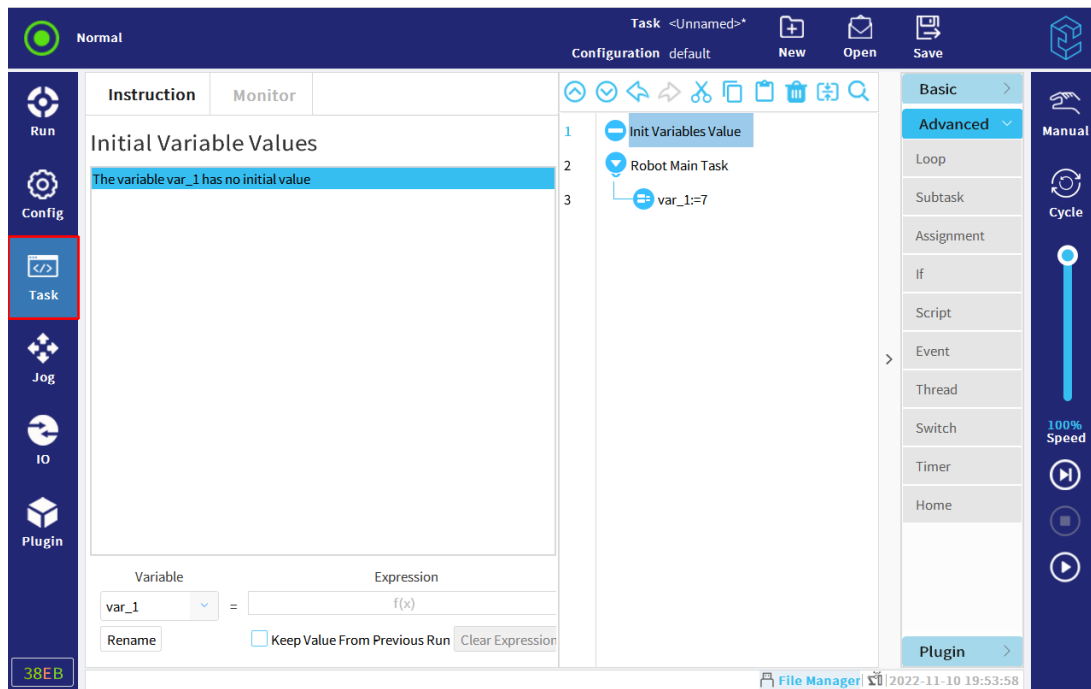 Normal
Task <Unnamed>*
Configuration default
New
Open
Save
Run
Config
Task
Jog
IO
Plugin
38EB
Instruction
Monitor
Initial Variable Values
The variable var_1 has no initial value
Variable
Expression
var_1
=
f(x)
Rename
Keep Value From Previous Run
Clear Expression
1 Init Variables Value
2 Robot Main Task
3 var_1:=7
Basic
Advanced
Loop
Subtask
Assignment
If
Script
Event
Thread
Switch
Timer
Home
Plugin
Manual
Cycle
100%
Speed
File Manager
2022-11-10 19:53:58